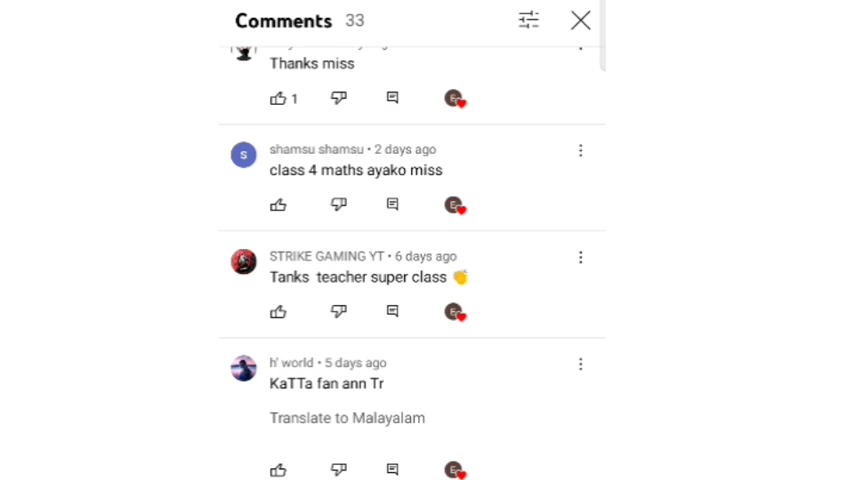 Comments 33
Thanks miss
1
E
S
shamsu shamsu • 2 days ago
class 4 maths ayako miss
E
STRIKE GAMING YT • 6 days ago
Tanks teacher super class 👏
E
h' world • 5 days ago
KaTTa fan ann Tr
Translate to Malayalam
E